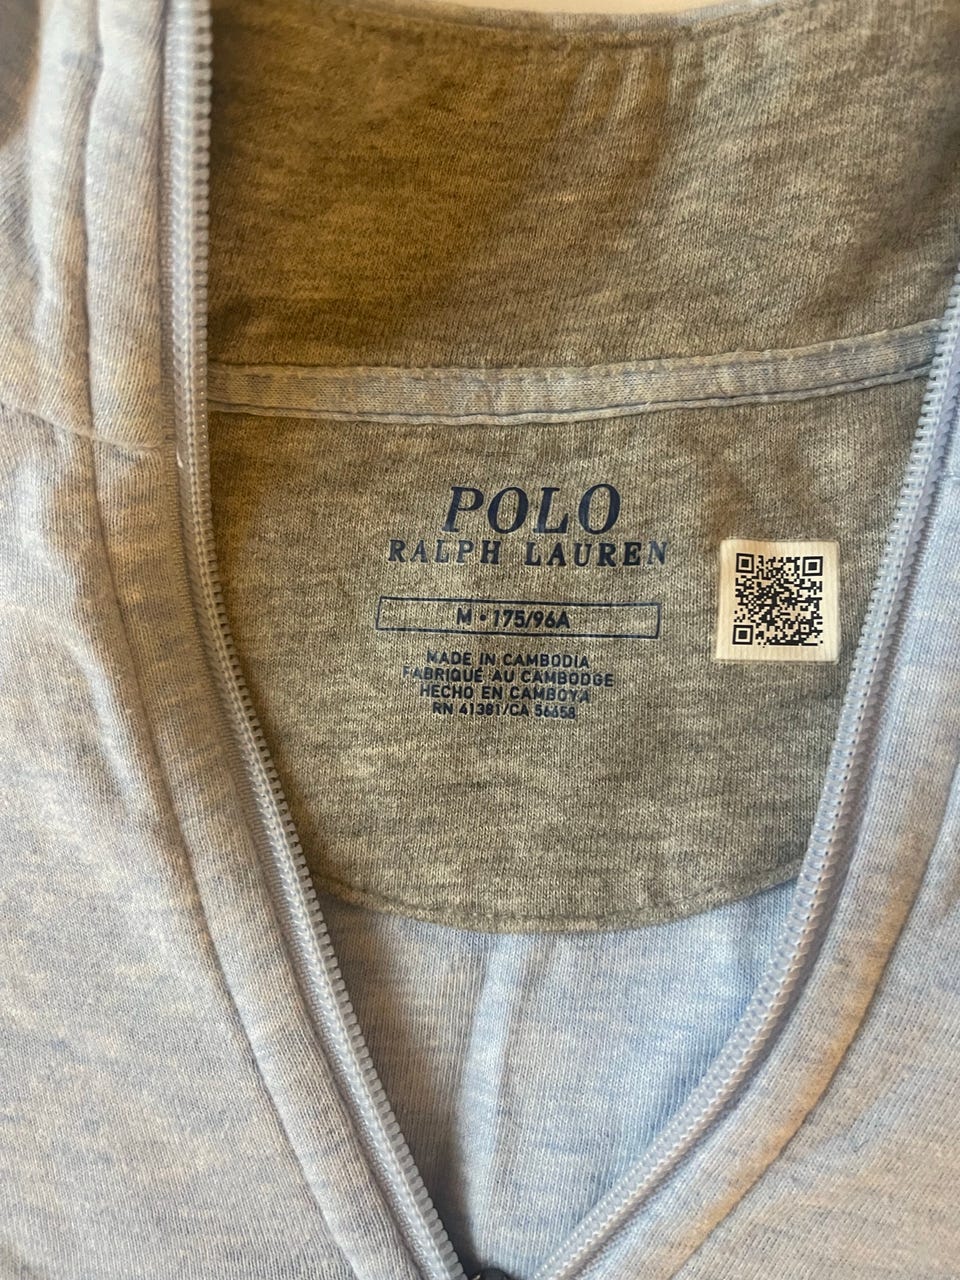 POLO
RALPH LAUREN
M • 175/96A
MADE IN CAMBODIA
FABRIQUÉ AU CAMBODGE
HECHO EN CAMBOYA
RN 41381/CA 56658